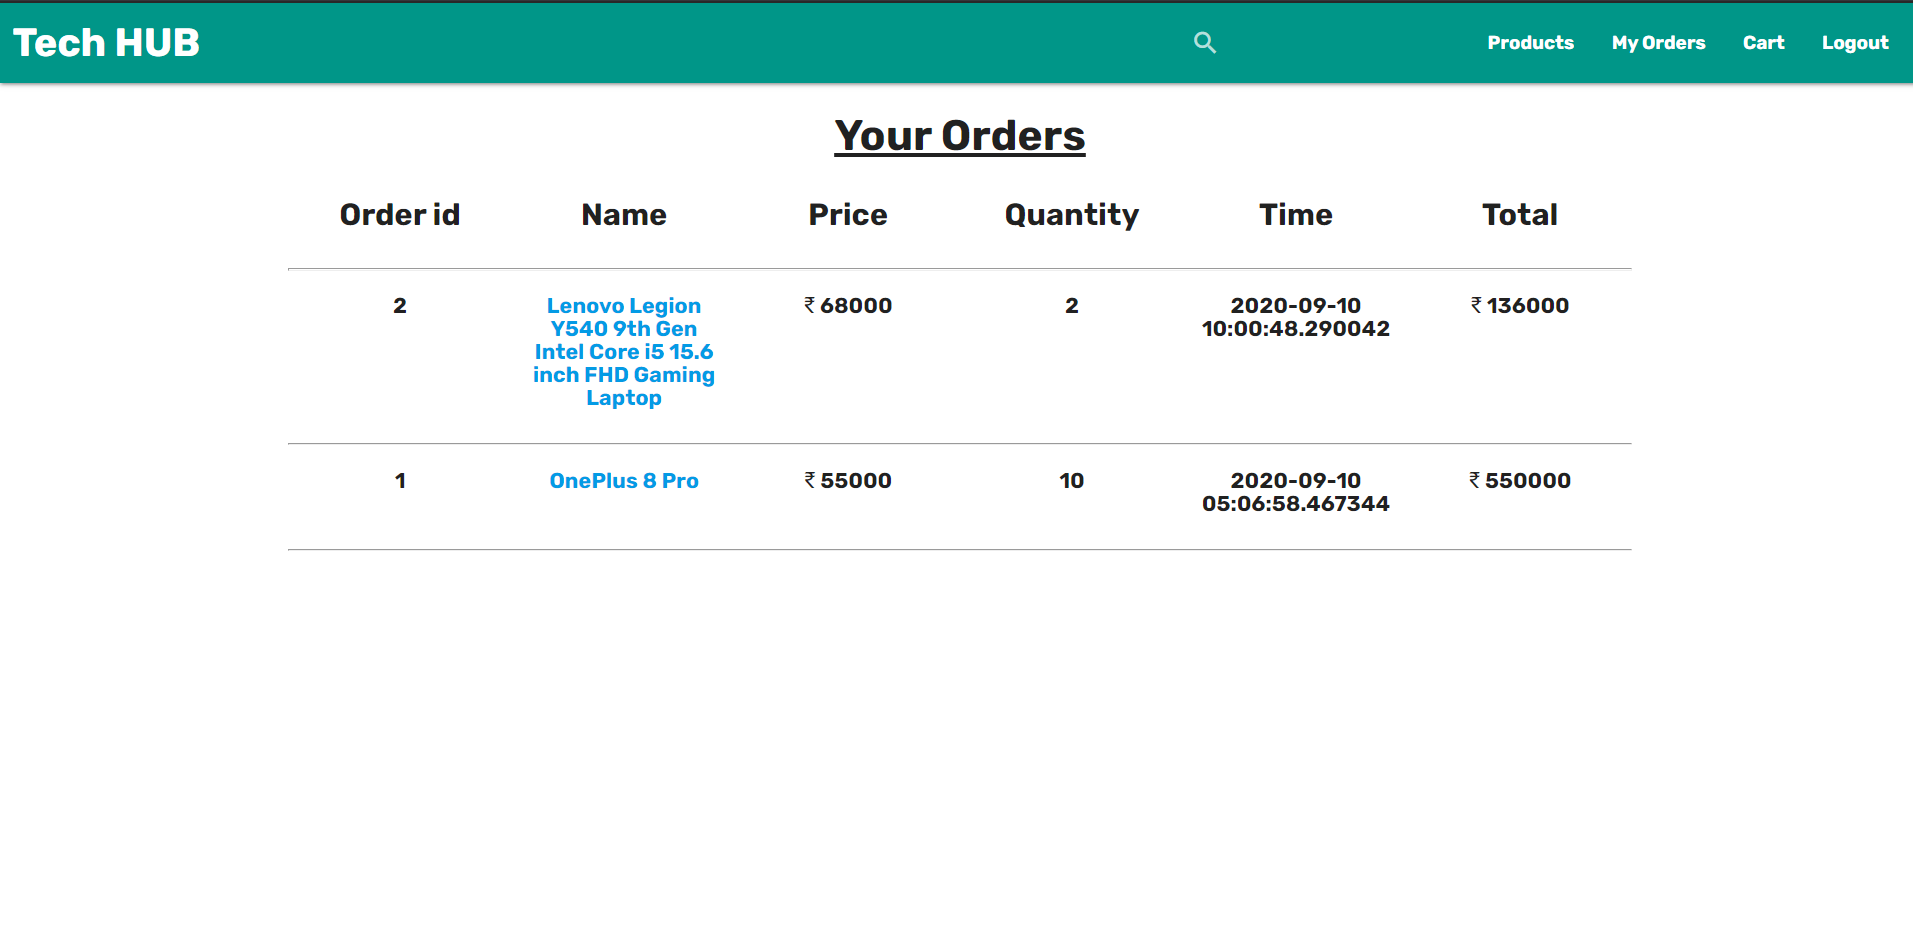 Tech HUB
Products My Orders Cart Logout
Your Orders
Order id Name Price Quantity Time Total
2 Lenovo Legion ₹ 68000 2 2020-09-10 ₹ 136000
Y540 9th Gen 10:00:48.290042
Intel Core i5 15.6
inch FHD Gaming
Laptop
1 OnePlus 8 Pro ₹ 55000 10 2020-09-10 ₹ 550000
05:06:58.467344